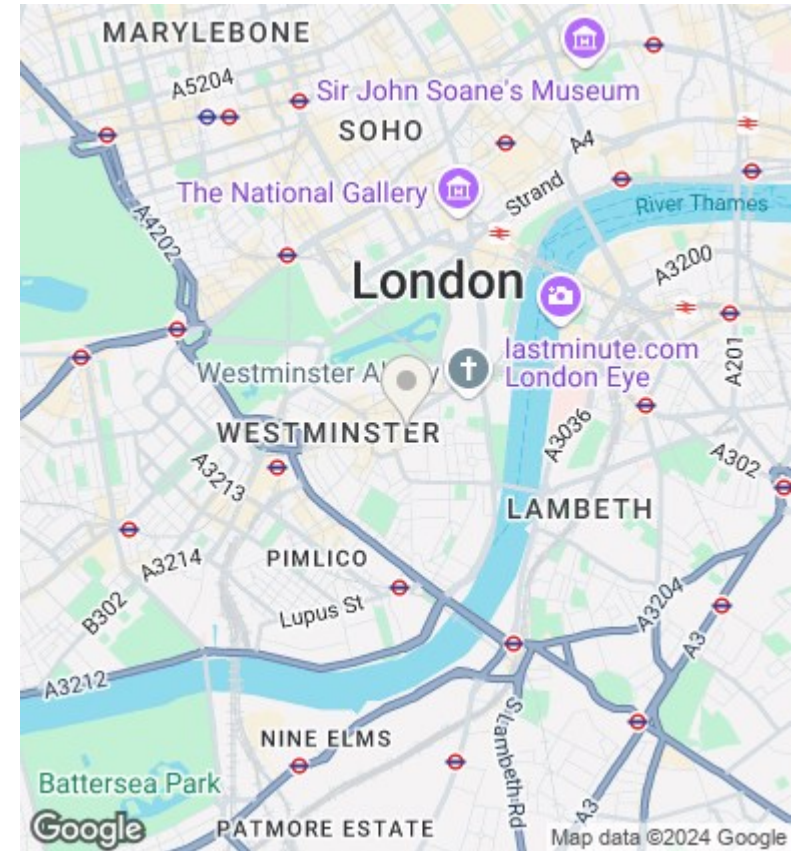 MARYLEBONE
A5204
Sir John Soane's Museum
SOHO
A4
The National Gallery
Strand
River Thames
A4202
A3200
London
lastminute.com
London Eye
Westminster Abbey
A201
WESTMINSTER
A3036
A302
A3213
LAMBETH
PIMLICO
A3214
Lupus St
B302
A3204
A3
A3212
NINE ELMS
S Lambeth Rd
Battersea Park
A3
Google
PATMORE ESTATE
Map data ©2024 Google